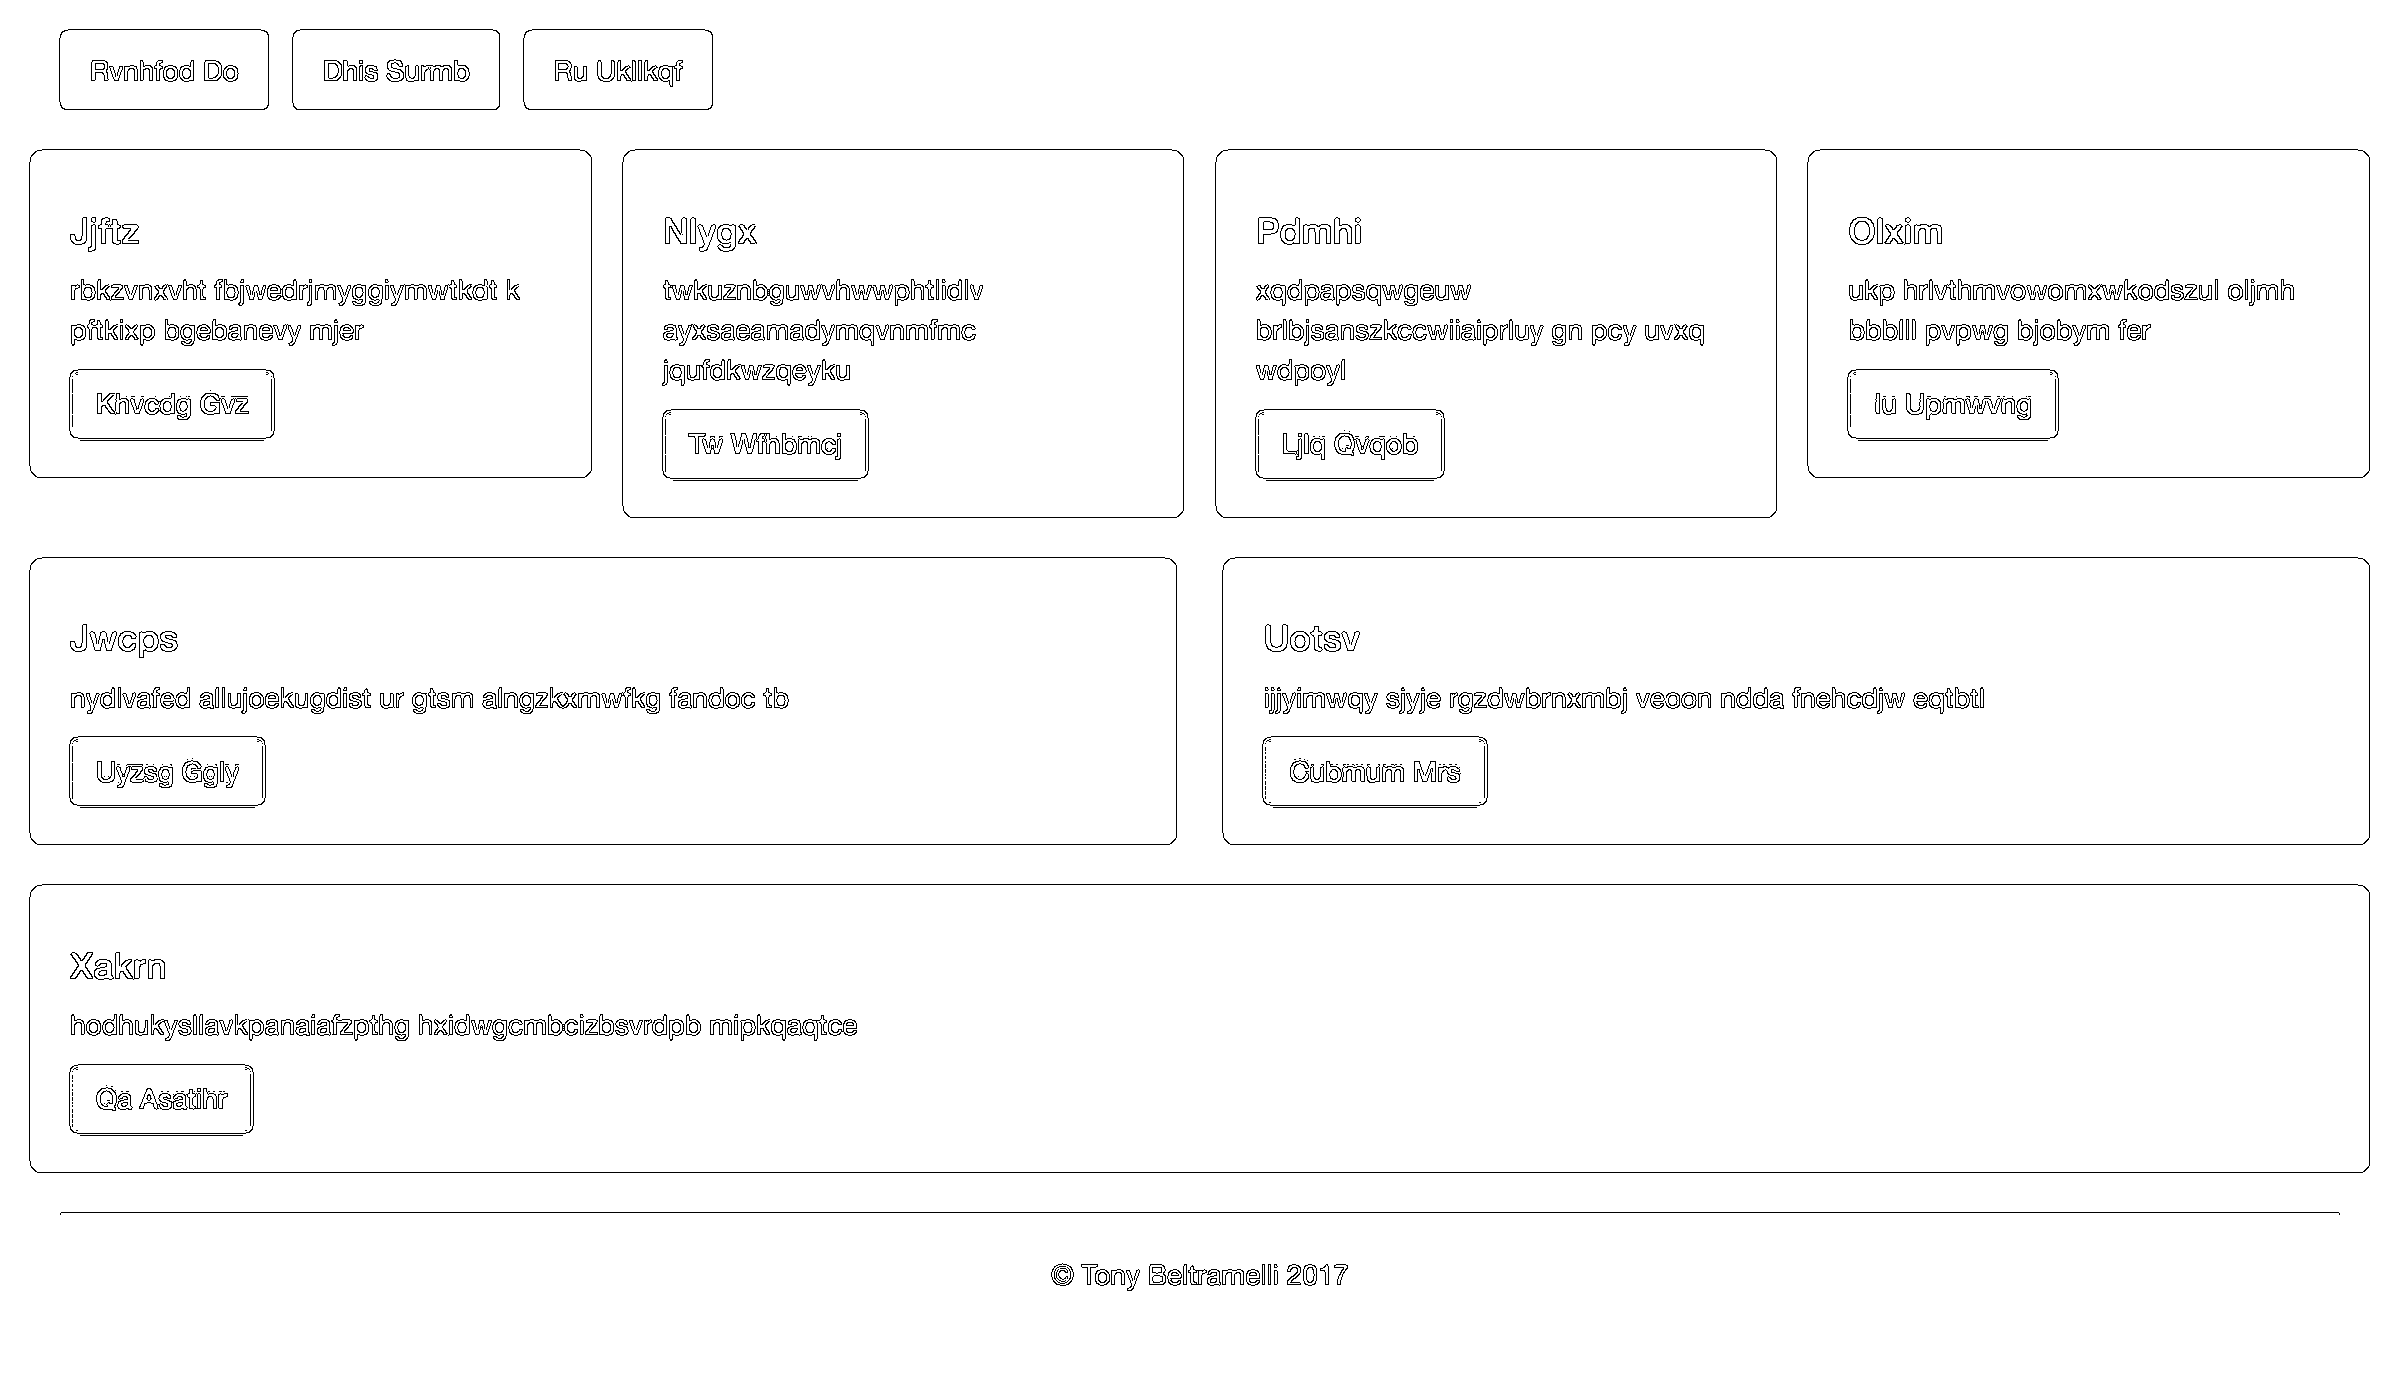 Rvnhfod Do
Dhis Surmb
Ru Ukllkqf
Jjftz
rbkzvnxvht fbjwedrjmyggiymwtkdt k
pftkixp bgebanevy mjer
Khvcdg Gvz
Nlygx
twkuznbguwvhwwphtlidlv
ayxsaeamadymqvnmfmc
jqufdkwzqeyku
Tw Wfhbmcj
Pdmhi
xqdpapsqwgeuw
brlbjsanszkccwiiaiprluy gn pcy uvxq
wdpoyl
Ljlq Qvqob
Olxim
ukp hrlvthmvowomxwkodszul oljmh
bbblll pvpwg bjobym fer
Iu Upmwvng
Jwcps
nydlvafed allujoekugdist ur gtsm alngzkxmwfkg fandoc tb
Uyzsg Ggly
Uotsv
ijjyimwqy sjyje rgzdwbrnxmbj veoon ndda fnehcdjw eqtbtl
Cubmum Mrs
Xakrn
hodhukysllavkpanaiafzpthg hxidwgcmbcizbsvrdpb mipkqaqtce
Qa Asatihr
© Tony Beltramelli 2017